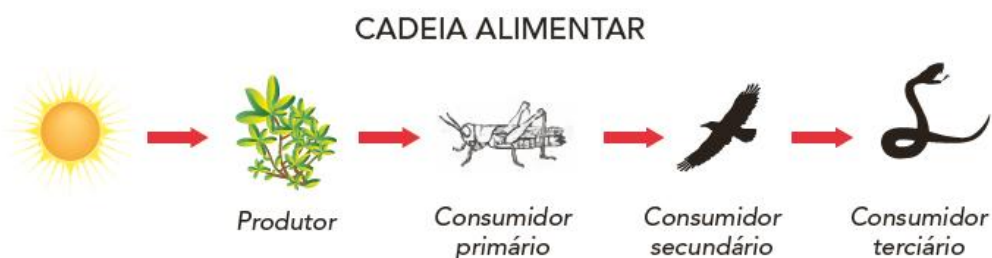 CADEIA ALIMENTAR
Produtor
Consumidor
primário
Consumidor
secundário
Consumidor
terciário